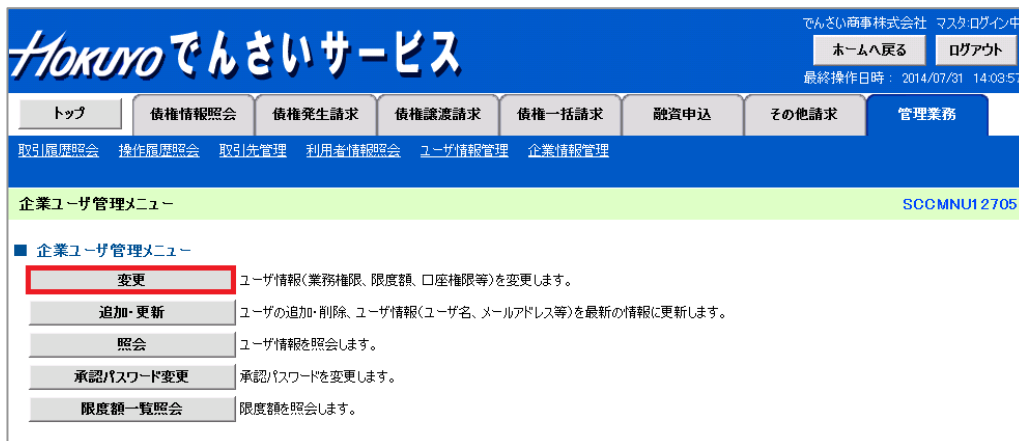 でんさい商事株式会社 マスタ:ログイン中
HOKUYOでんさいサービス
ホームへ戻る ログアウト
最終操作日時： 2014/07/31 14:03:57
トップ 債権情報照会 債権発生請求 債権譲渡請求 債権一括請求 融資申込 その他請求 管理業務
取引履歴照会 操作履歴照会 取引先管理 利用者情報照会 ユーザ情報管理 企業情報管理
企業ユーザ管理メニュー SCCMNU12705
■ 企業ユーザ管理メニュー
変更 ユーザ情報(業務権限、限度額、口座権限等)を変更します。
追加・更新 ユーザの追加・削除、ユーザ情報(ユーザ名、メールアドレス等)を最新の情報に更新します。
照会 ユーザ情報を照会します。
承認パスワード変更 承認パスワードを変更します。
限度額一覧照会 限度額を照会します。